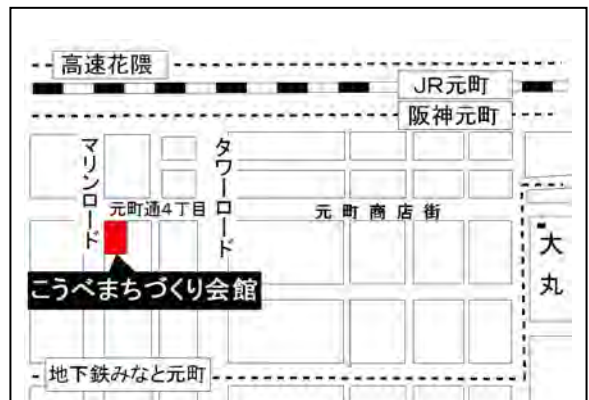 高速花隈
JR元町
阪神元町
マリンロード
タワーロード
元町通4丁目
元町商店街
大丸
こうべまちづくり会館
地下鉄みなと元町